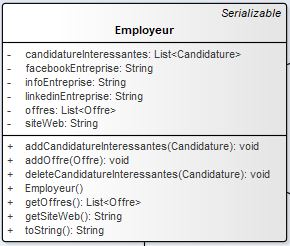 Serializable
Employeur
- candidatureInteressantes: List<Candidature>
- facebookEntreprise: String
- infoEntreprise: String
- linkedinEntreprise: String
- offres: List<Offre>
- siteWeb: String
+ addCandidatureInteressantes(Candidature): void
+ addOffre(Offre): void
+ deleteCandidatureInteressantes(Candidature): void
+ Employeur()
+ getOffres(): List<Offre>
+ getSiteWeb(): String
+ toString(): String